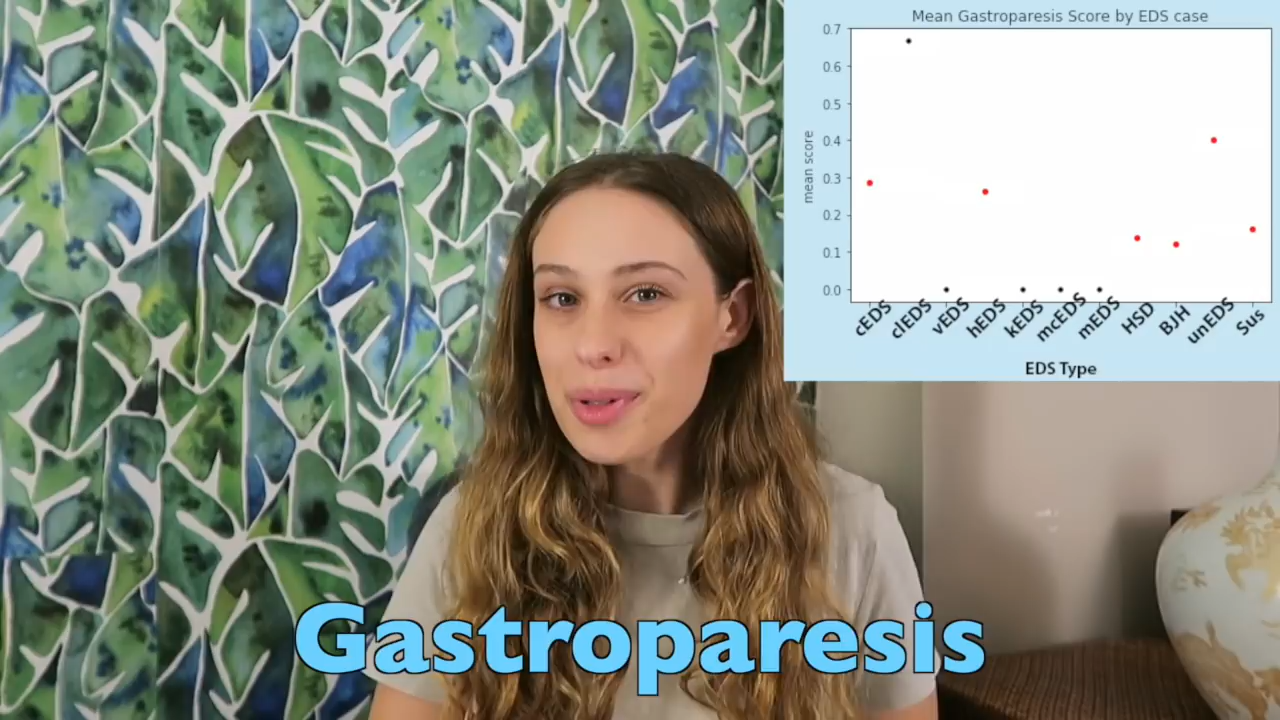 Mean Gastroparesis Score by EDS case
0.7
0.6
0.5
0.4
0.3
0.2
0.1
0.0
mean score
cEDS clEDS vEDS hEDS kEDS mcEDS mEDS HSD BJH unEDS Sus
EDS Type
Gastroparesis